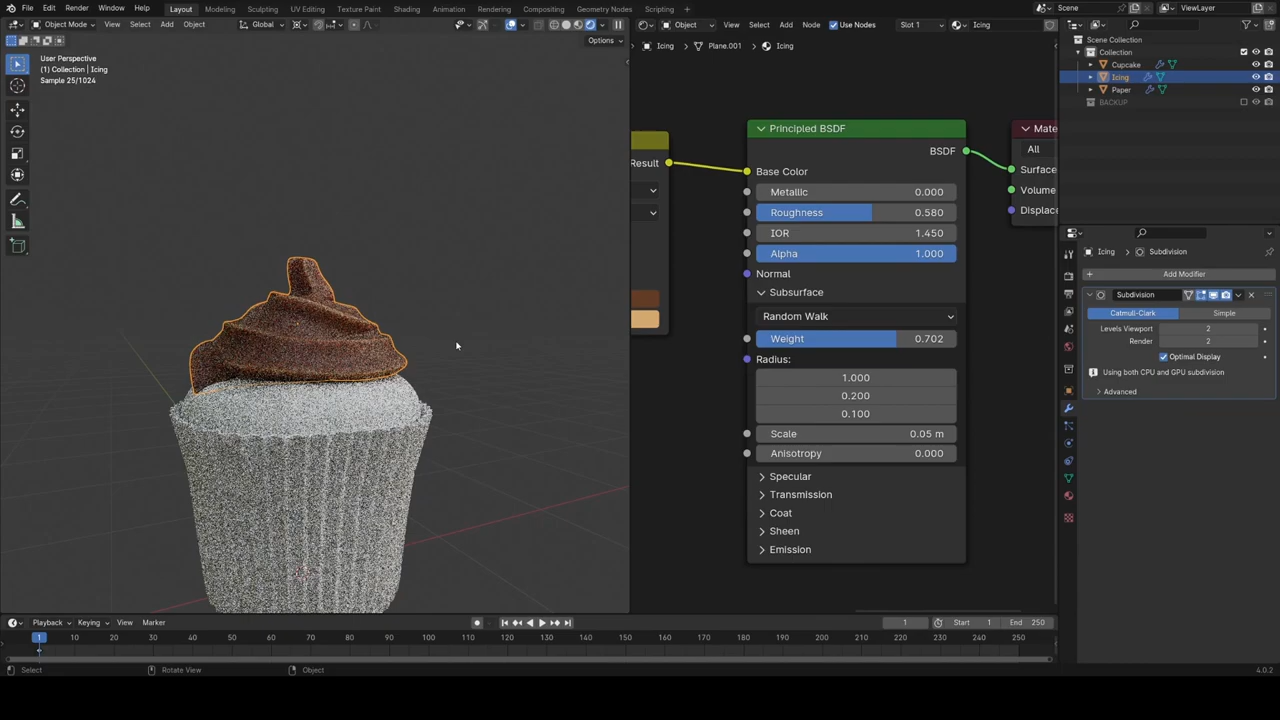 File Edit Render Window Help Layout Modeling Sculpting UV Editing Texture Paint Shading Animation Rendering Compositing Geometry Nodes Scripting Scene ViewLayer
Object Mode View Select Add Object Global
Object View Select Add Node Use Nodes Slot 1 Icing
Options
User Perspective
(1) Collection | Icing
Sample 25/1024
Icing Plane.001 Icing
Result
Principled BSDF
BSDF
Base Color
Metallic 0.000
Roughness 0.580
IOR 1.450
Alpha 1.000
Normal
Subsurface
Random Walk
Weight 0.702
Radius:
1.000
0.200
0.100
Scale 0.05 m
Anisotropy 0.000
Specular
Transmission
Coat
Sheen
Emission
Mate
All
Surface
Volume
Displac
Scene Collection
Collection
Cupcake
Icing
Paper
BACKUP
Icing Subdivision
Add Modifier
Subdivision
Catmull-Clark Simple
Levels Viewport 2
Render 2
Optimal Display
Using both CPU and GPU subdivision
Advanced
Playback Keying View Marker 1 Start 1 End 250
1 10 20 30 40 50 60 70 80 90 100 110 120 130 140 150 160 170 180 190 200 210 220 230 240 250
Select Rotate View Object 4.0.2